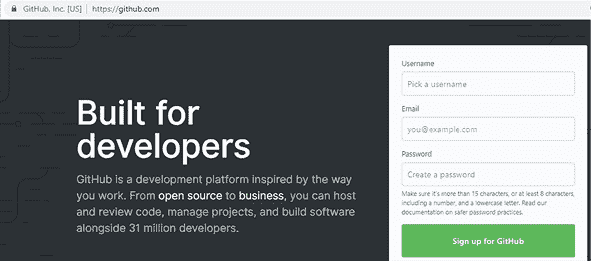 GitHub, Inc. [US] | https://github.com
Built for
developers
GitHub is a development platform inspired by the way
you work. From open source to business, you can host
and review code, manage projects, and build software
alongside 31 million developers.
Username
Pick a username
Email
you@example.com
Password
Create a password
Make sure it's more than 15 characters, or at least 8 characters,
including a number, and a lowercase letter. Read our
documentation on safer password practices.
Sign up for GitHub